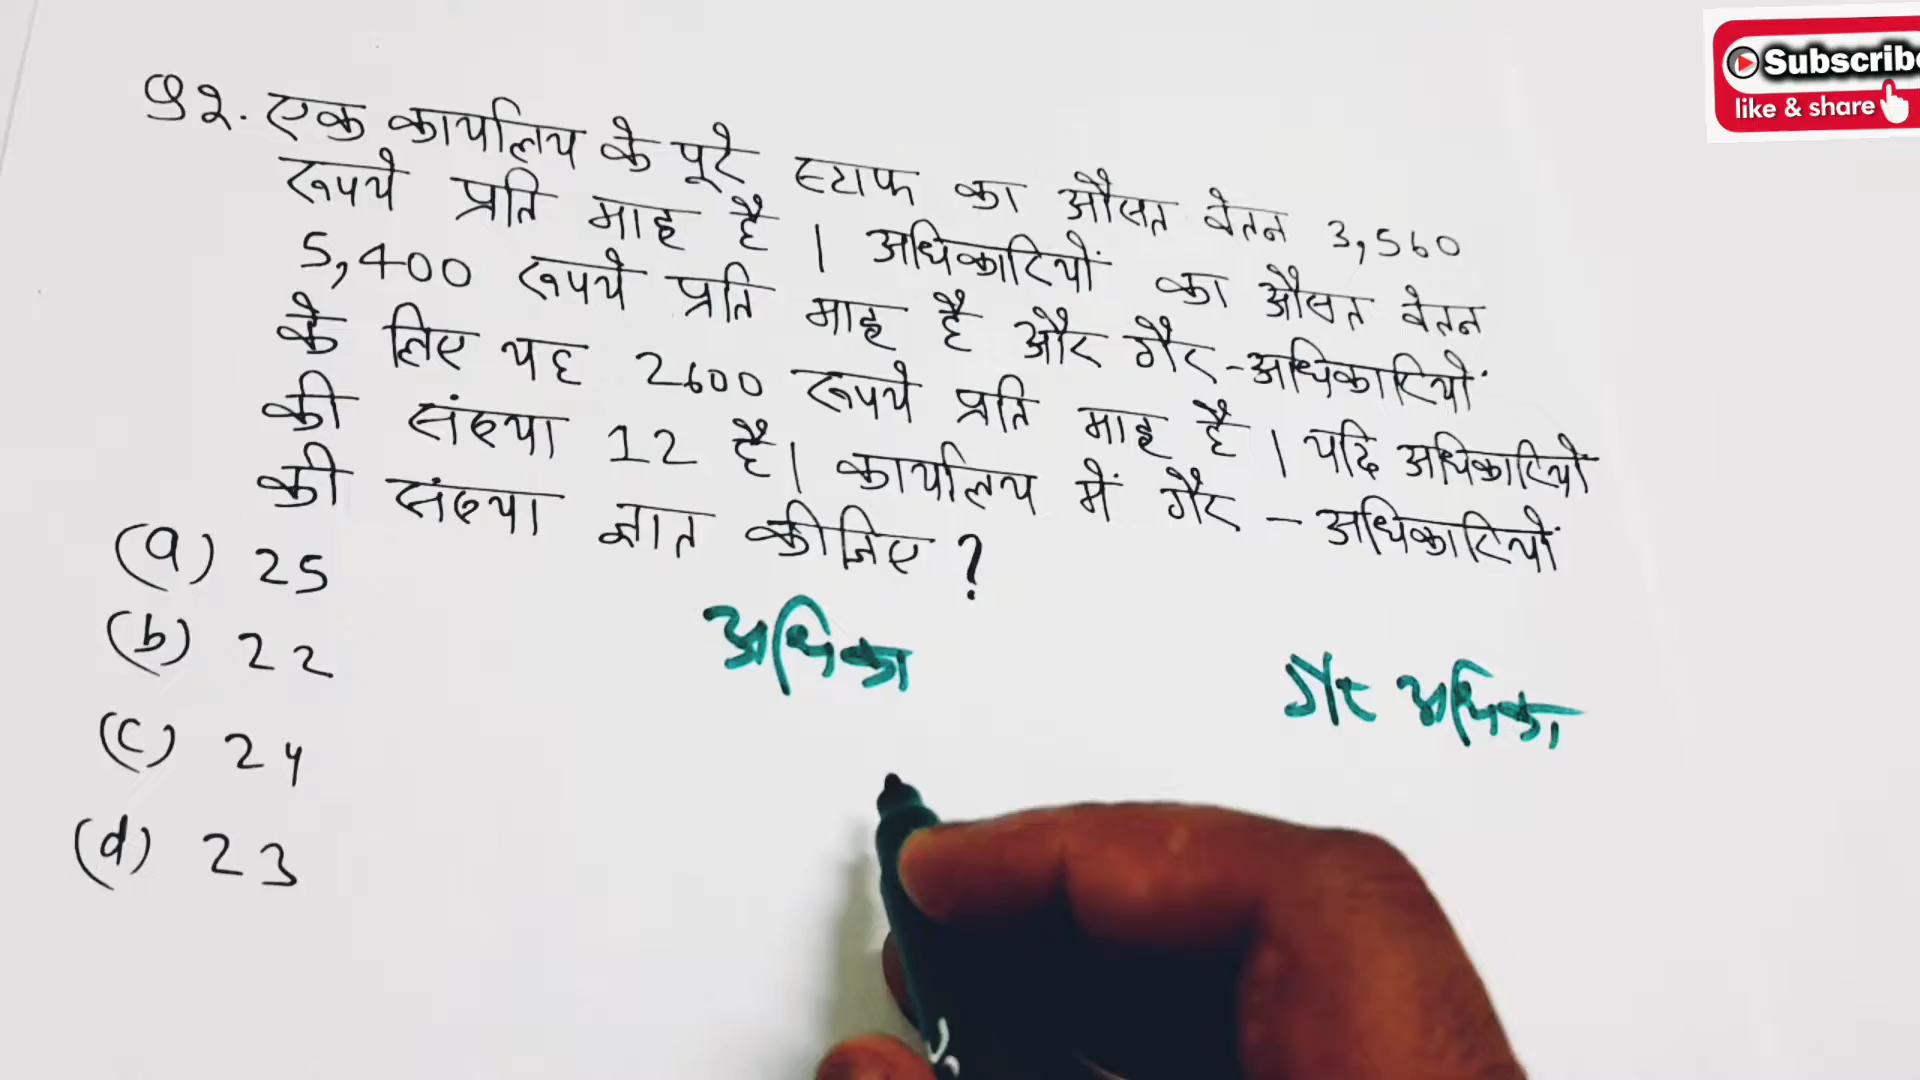 Q2. एक कार्यालय के पूरे स्टाफ का औसत वेतन 3,560
रूपये प्रति माह है । अधिकारियों का औसत वेतन
5,400 रूपये प्रति माह है और गैर-अधिकारियों
के लिए यह 2600 रूपये प्रति माह है । यदि अधिकारियों
की संख्या 12 है। कार्यालय में गैर - अधिकारियों
की संख्या ज्ञात कीजिए ?
(a) 25
(b) 22
(c) 24
(d) 23
अधिका
गैर अधिका
Subscribe
like & share